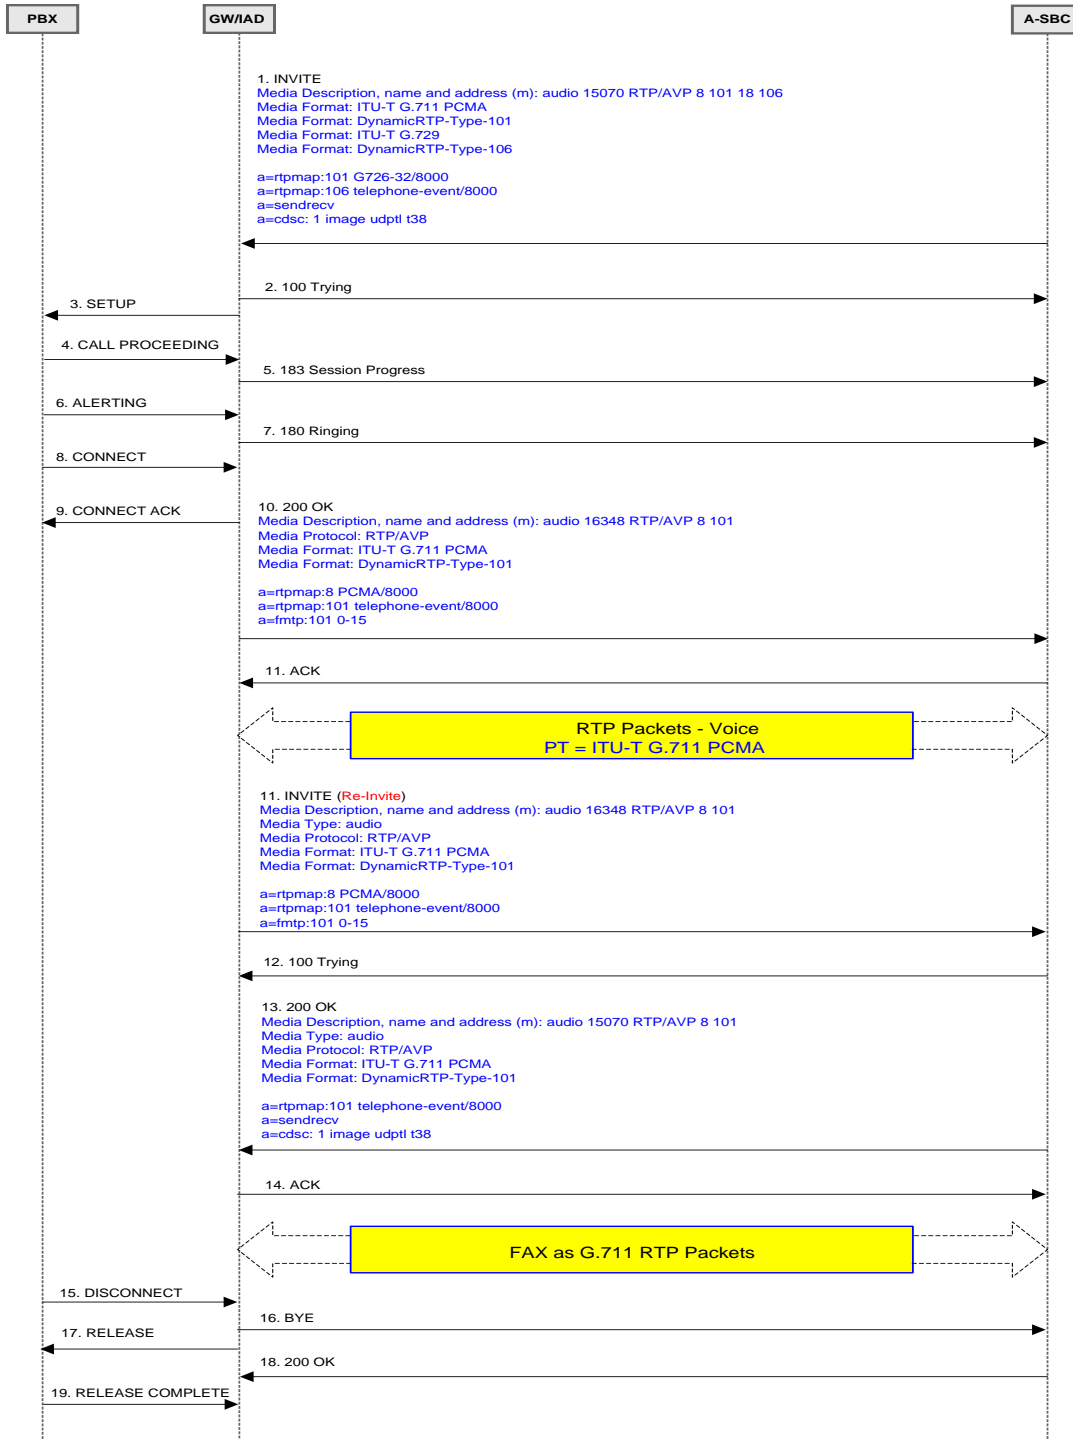 PBX
GW/IAD
A-SBC
1. INVITE
Media Description, name and address (m): audio 15070 RTP/AVP 8 101 18 106
Media Format: ITU-T G.711 PCMA
Media Format: DynamicRTP-Type-101
Media Format: ITU-T G.729
Media Format: DynamicRTP-Type-106
a=rtpmap:101 G726-32/8000
a=rtpmap:106 telephone-event/8000
a=sendrecv
a=cdsc: 1 image udptl t38
2. 100 Trying
3. SETUP
4. CALL PROCEEDING
5. 183 Session Progress
6. ALERTING
7. 180 Ringing
8. CONNECT
9. CONNECT ACK
10. 200 OK
Media Description, name and address (m): audio 16348 RTP/AVP 8 101
Media Protocol: RTP/AVP
Media Format: ITU-T G.711 PCMA
Media Format: DynamicRTP-Type-101
a=rtpmap:8 PCMA/8000
a=rtpmap:101 telephone-event/8000
a=fmtp:101 0-15
11. ACK
RTP Packets - Voice
PT = ITU-T G.711 PCMA
11. INVITE (Re-Invite)
Media Description, name and address (m): audio 16348 RTP/AVP 8 101
Media Type: audio
Media Protocol: RTP/AVP
Media Format: ITU-T G.711 PCMA
Media Format: DynamicRTP-Type-101
a=rtpmap:8 PCMA/8000
a=rtpmap:101 telephone-event/8000
a=fmtp:101 0-15
12. 100 Trying
13. 200 OK
Media Description, name and address (m): audio 15070 RTP/AVP 8 101
Media Type: audio
Media Protocol: RTP/AVP
Media Format: ITU-T G.711 PCMA
Media Format: DynamicRTP-Type-101
a=rtpmap:101 telephone-event/8000
a=sendrecv
a=cdsc: 1 image udptl t38
14. ACK
FAX as G.711 RTP Packets
15. DISCONNECT
16. BYE
17. RELEASE
18. 200 OK
19. RELEASE COMPLETE